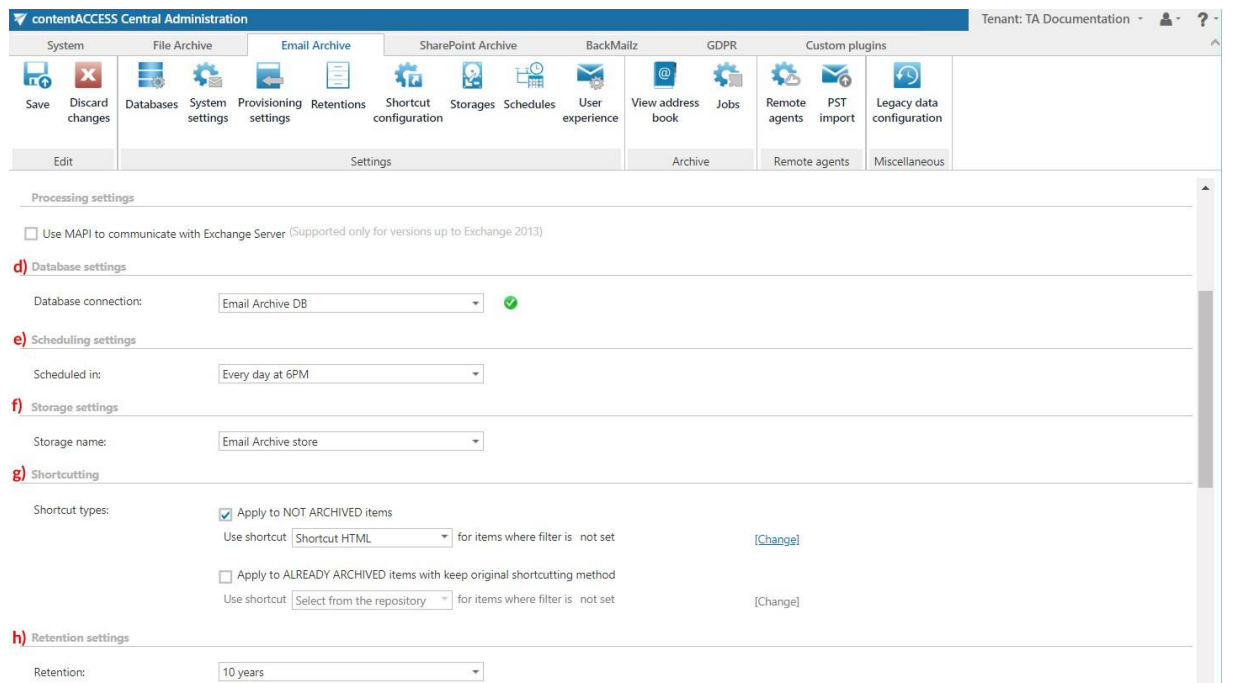 contentACCESS Central Administration
Tenant: TA Documentation
?
System File Archive Email Archive SharePoint Archive BackMailz GDPR Custom plugins
Save Discard changes Databases System settings Provisioning settings Retentions Shortcut configuration Storages Schedules User experience View address book Jobs Remote agents PST import Legacy data configuration
Edit Settings Archive Remote agents Miscellaneous
Processing settings
Use MAPI to communicate with Exchange Server (Supported only for versions up to Exchange 2013)
d) Database settings
Database connection: Email Archive DB
e) Scheduling settings
Scheduled in: Every day at 6PM
f) Storage settings
Storage name: Email Archive store
g) Shortcutting
Shortcut types: Apply to NOT ARCHIVED items
Use shortcut Shortcut HTML for items where filter is not set [Change]
Apply to ALREADY ARCHIVED items with keep original shortcutting method
Use shortcut Select from the repository for items where filter is not set [Change]
h) Retention settings
Retention: 10 years